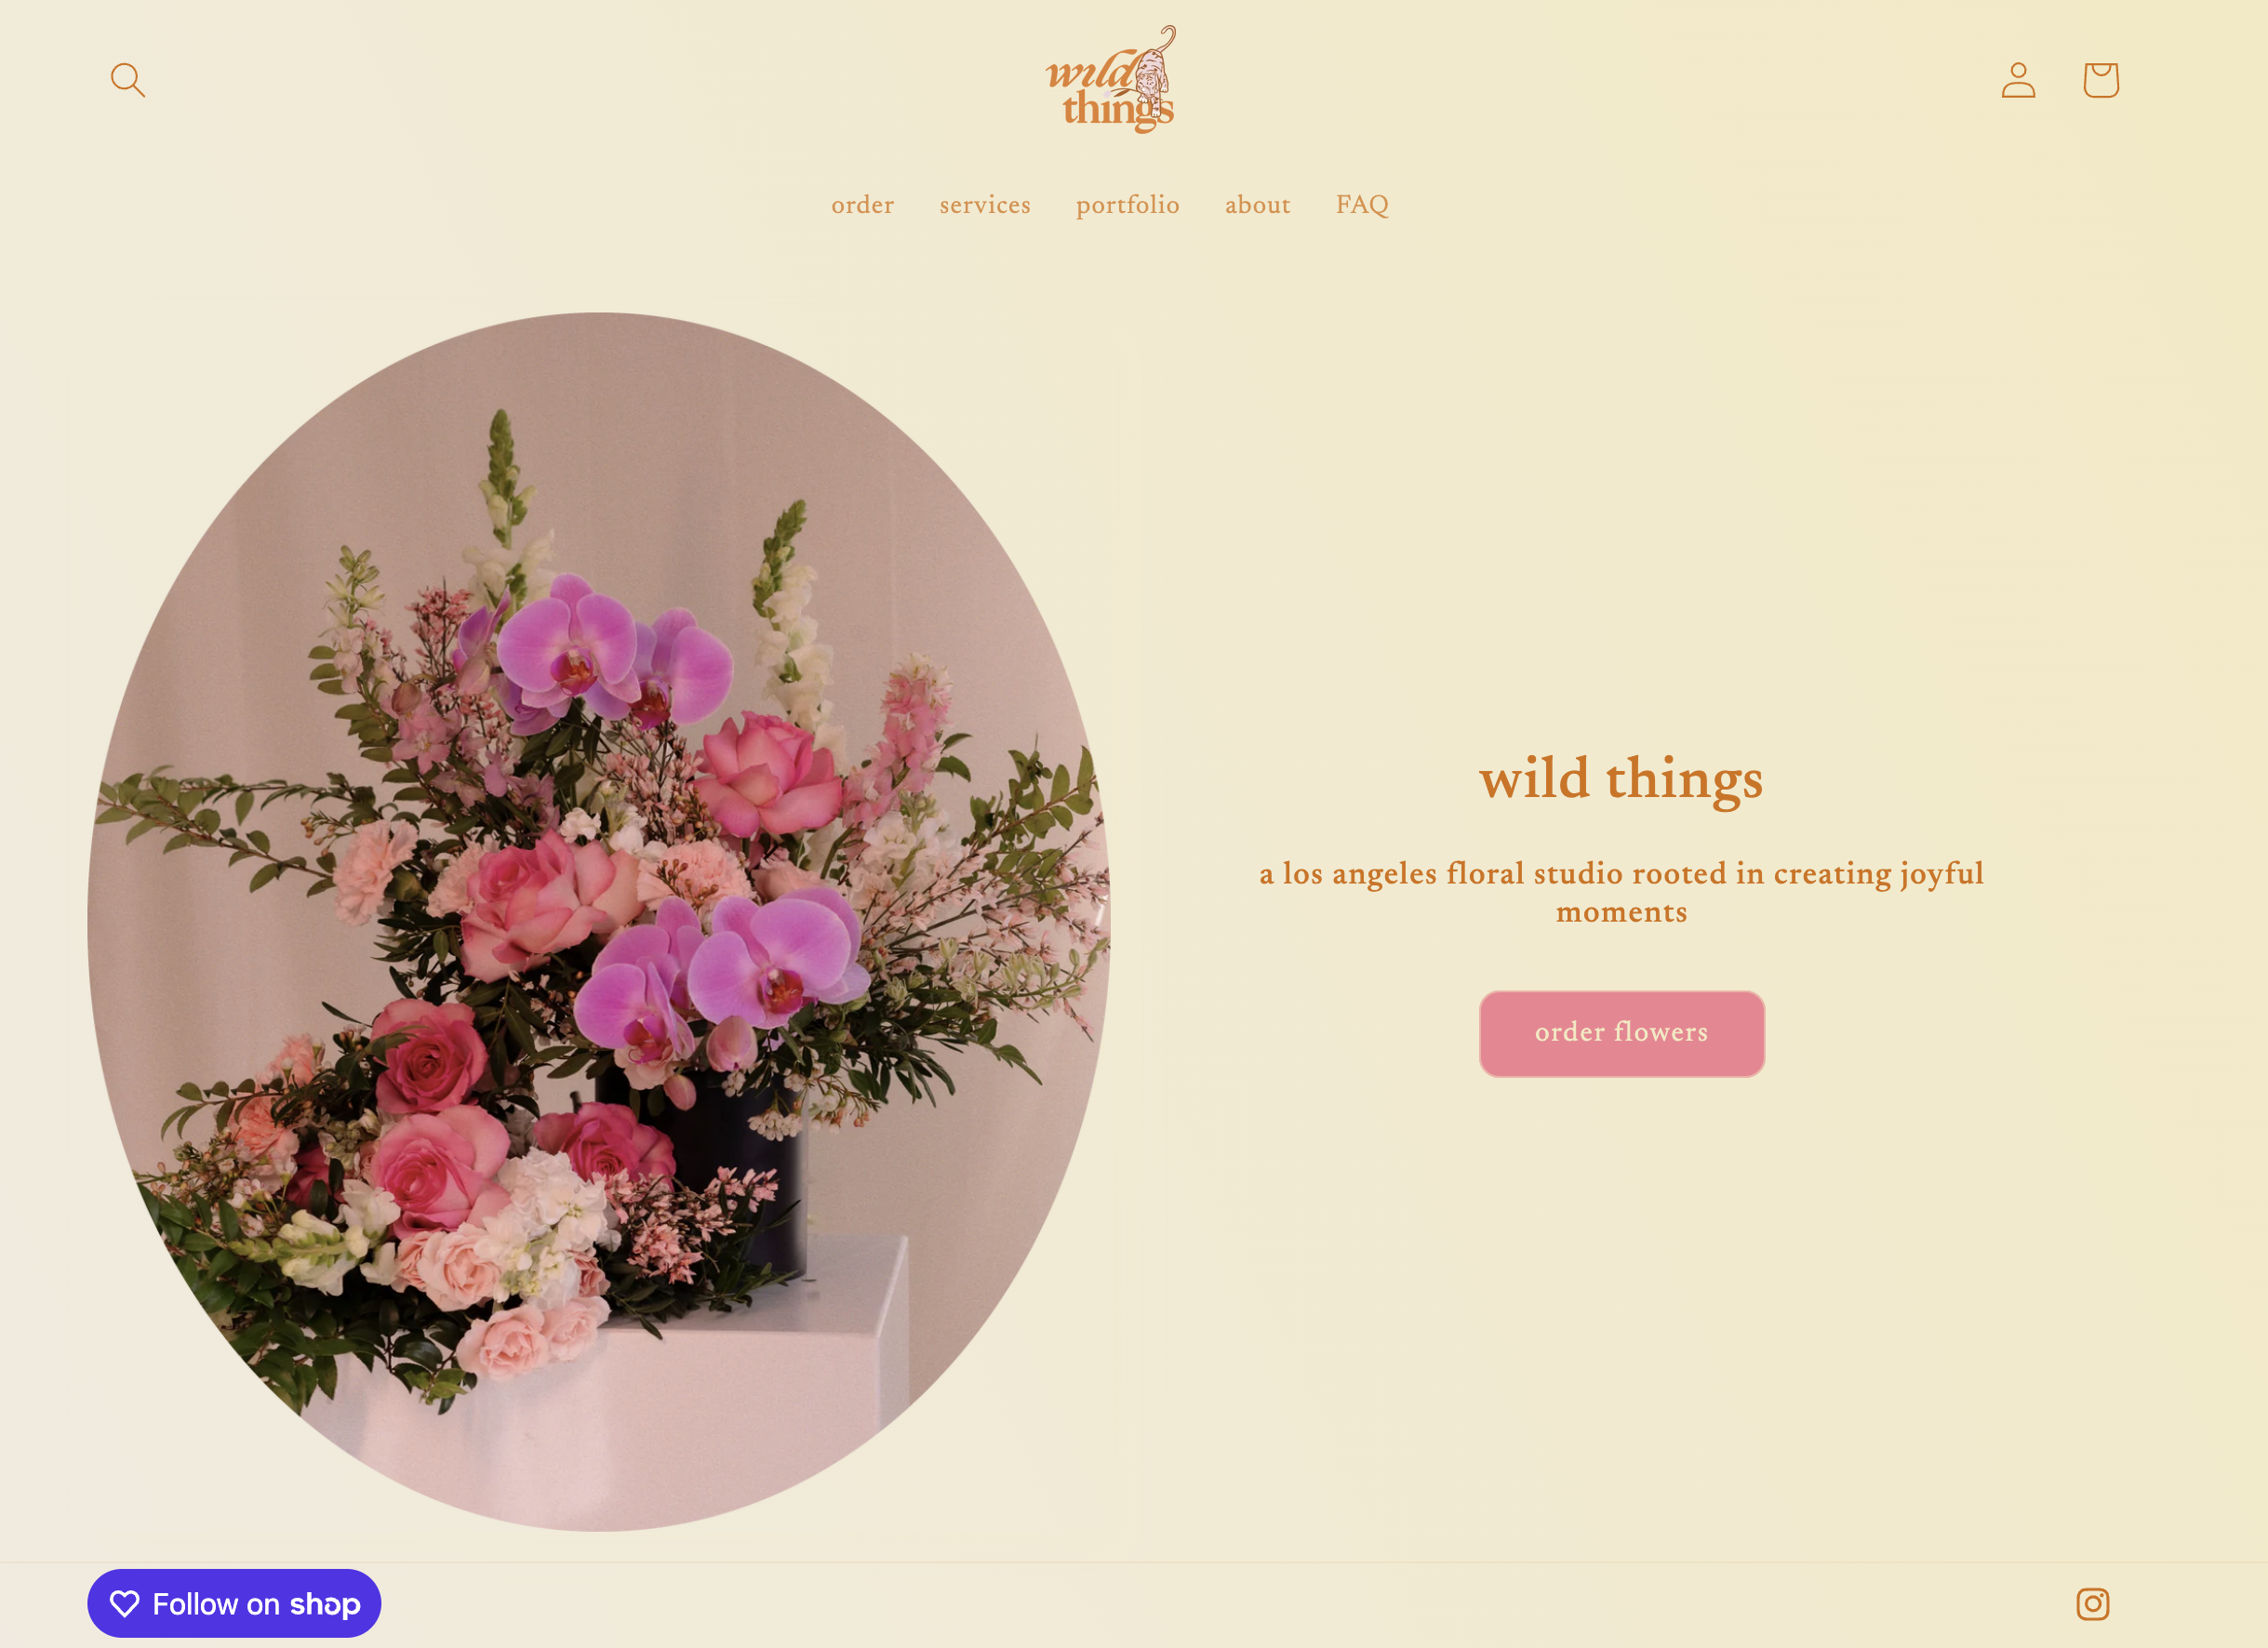 wild
things
order services portfolio about FAQ
wild things
a los angeles floral studio rooted in creating joyful
moments
order flowers
Follow on shop